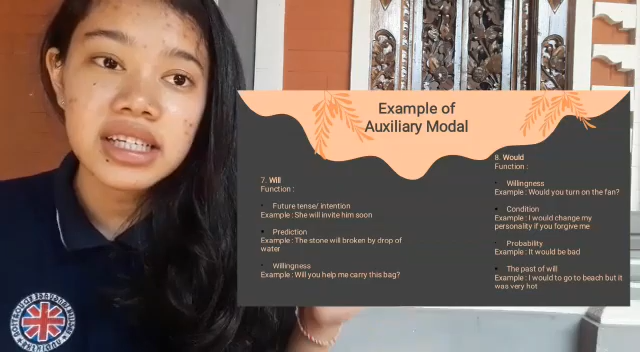 Example of
Auxiliary Modal
7. Will
Function :
• Future tense/ intention
Example : She will invite him soon
• Prediction
Example : The stone will broken by drop of
water
• Willingness
Example : Will you help me carry this bag?
8. Would
Function :
• Willingness
Example : Would you turn on the fan?
• Condition
Example : I would change my
personality if you forgive me
• Probability
Example : It would be bad
• The past of will
Example : I would to go to beach but it
was very hot